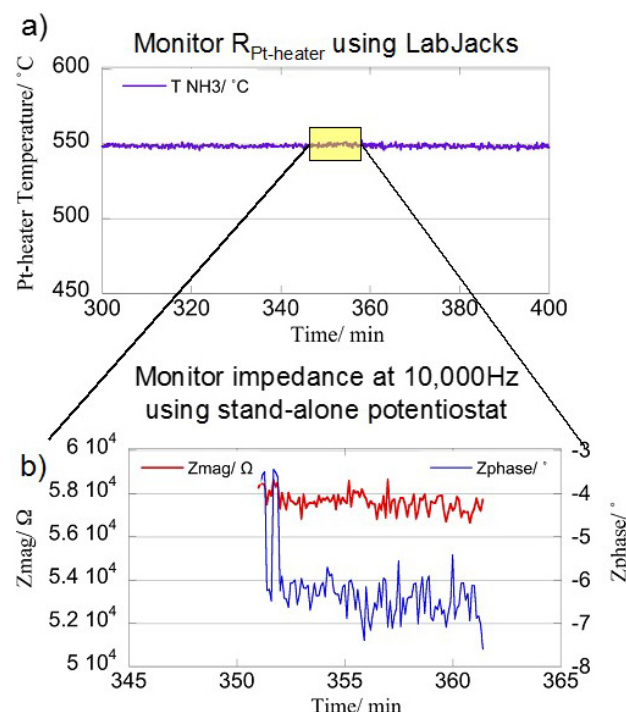 a)
Monitor R_Pt-heater using LabJacks
600
550
500
450
Pt-heater Temperature/ ˚C
T NH3/ ˚C
300 320 340 360 380 400
Time/ min
Monitor impedance at 10,000Hz
using stand-alone potentiostat
b)
6 10⁴
5.8 10⁴
5.6 10⁴
5.4 10⁴
5.2 10⁴
5 10⁴
Zmag/ Ω
Zmag/ Ω
Zphase/ ˚
-3
-4
-5
-6
-7
-8
Zphase/ ˚
345 350 355 360 365
Time/ min